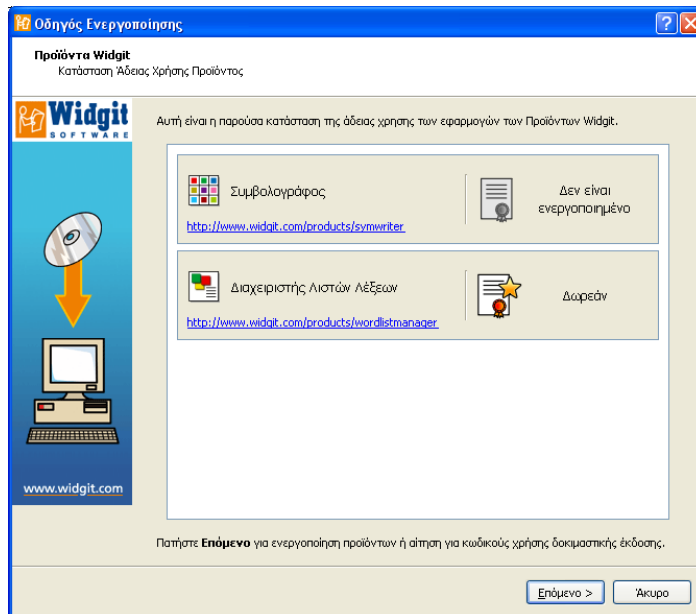 Οδηγός Ενεργοποίησης
Προϊόντα Widgit
Κατάσταση Άδειας Χρήσης Προϊόντος
Widgit
SOFTWARE
Αυτή είναι η παρούσα κατάσταση της άδειας χρησης των εφαρμογών των Προϊόντων Widgit.
Συμβολογράφος
http://www.widgit.com/products/symwriter
Δεν είναι
ενεργοποιημένο
Διαχειριστής Λιστών Λέξεων
http://www.widgit.com/products/wordlistmanager
Δωρεάν
www.widgit.com
Πατήστε Επόμενο για ενεργοποίηση προϊόντων ή αίτηση για κωδικούς χρήσης δοκιμαστικής έκδοσης.
Επόμενο >
Άκυρο